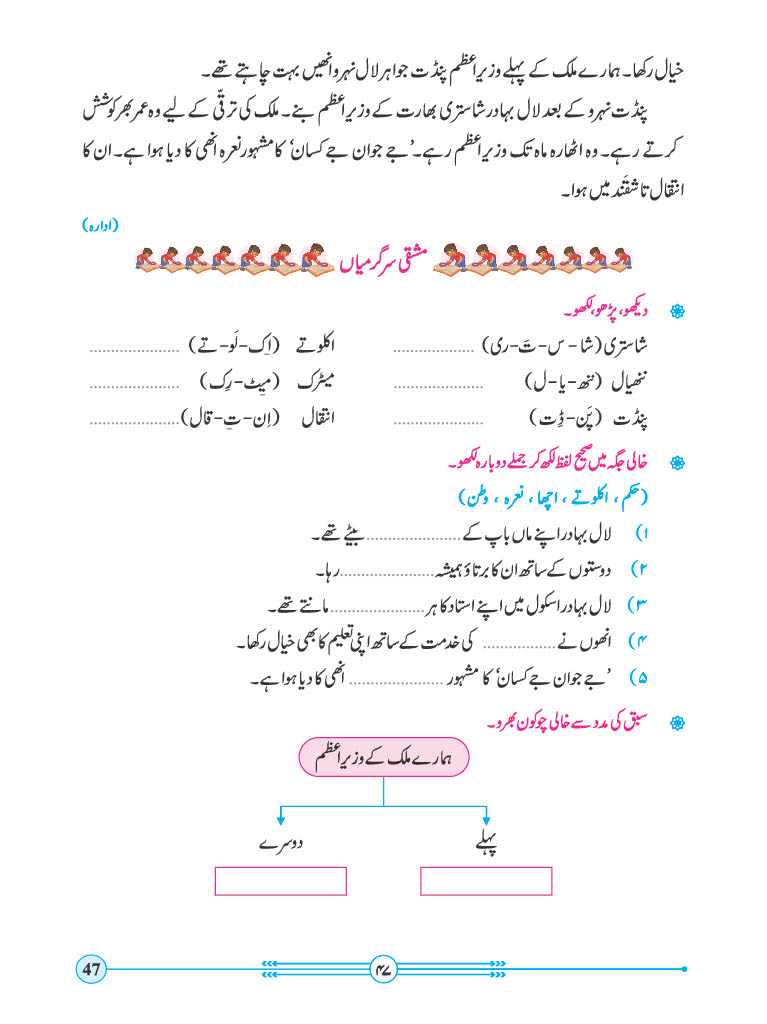 خیال رکھا۔ ہمارے ملک کے پہلے وزیرِاعظم پنڈت جواہر لال نہرو انھیں بہت چاہتے تھے۔
پنڈت نہرو کے بعد لال بہادر شاستری بھارت کے وزیرِاعظم بنے۔ ملک کی ترقّی کے لیے وہ عمر بھر کوشش
کرتے رہے۔ وہ اٹھارہ ماہ تک وزیرِاعظم رہے۔ ’جے جوان جے کسان‘ کا مشہور نعرہ انھی کا دیا ہوا ہے۔ ان کا
انتقال تاشقَند میں ہوا۔
(ادارہ)
مشقی سرگرمیاں
دیکھو، پڑھو، لکھو۔
شاستری (شا - س - تَ - ری) .................... اکلوتے (اِک - لَو - تے) ....................
ننھیال (ننھ - یا - ل) .................... میٹرک (میٹ - رِک) ....................
پنڈت (پَن - ڈِت) .................... انتقال (اِن - تِ - قال) ....................
خالی جگہ میں صحیح لفظ لکھ کر جملے دوبارہ لکھو۔
(حکم ، اکلوتے ، اچھا ، نعرہ ، وطن)
۱) لال بہادر اپنے ماں باپ کے .................... بیٹے تھے۔
۲) دوستوں کے ساتھ ان کا برتاؤ ہمیشہ .................... رہا۔
۳) لال بہادر اسکول میں اپنے استاد کا ہر .................... مانتے تھے۔
۴) انھوں نے .................... کی خدمت کے ساتھ اپنی تعلیم کا بھی خیال رکھا۔
۵) ’جے جوان جے کسان‘ کا مشہور .................... انھی کا دیا ہوا ہے۔
سبق کی مدد سے خالی چوکون بھرو۔
ہمارے ملک کے وزیرِاعظم
پہلے دوسرے
47 ۴۷